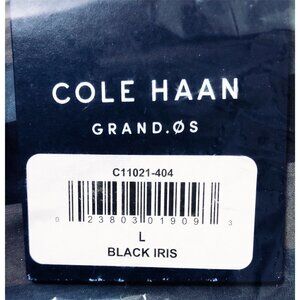 COLE HAAN
GRAND.ØS
C11021-404
0 23803 01909 3
L
BLACK IRIS